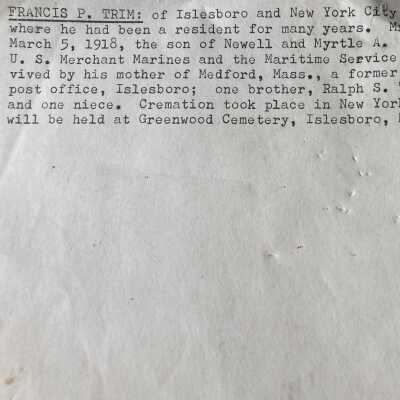 FRANCIS P. TRIM: of Islesboro and New York City
where he had been a resident for many years.
March 5, 1918, the son of Newell and Myrtle A.
U. S. Merchant Marines and the Maritime Service
vived by his mother of Medford, Mass., a former
post office, Islesboro; one brother, Ralph S.
and one niece. Cremation took place in New York
will be held at Greenwood Cemetery, Islesboro,